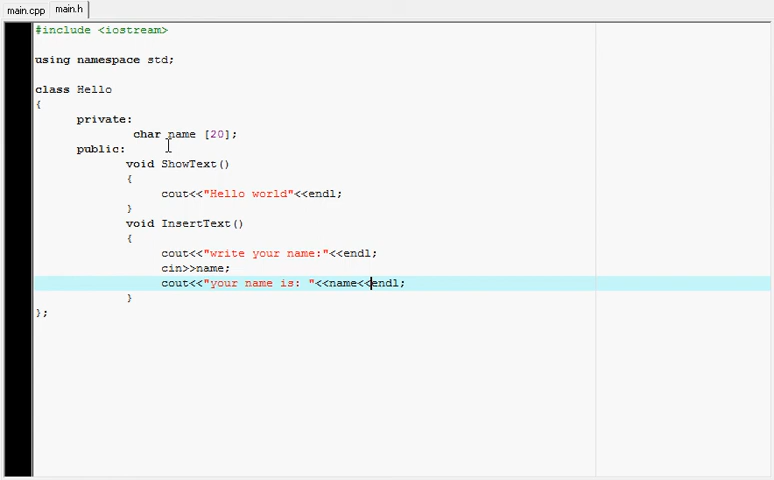 main.cpp main.h
#include <iostream>
using namespace std;
class Hello
{
private:
char name [20];
public:
void ShowText()
{
cout<<"Hello world"<<endl;
}
void InsertText()
{
cout<<"write your name:"<<endl;
cin>>name;
cout<<"your name is: "<<name<<endl;
}
};